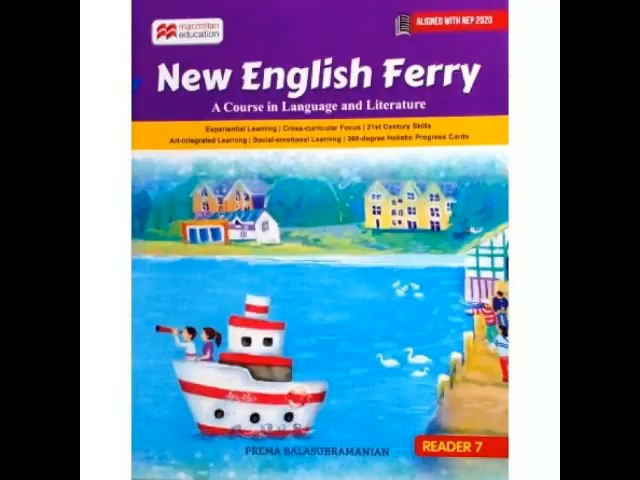 macmillan
education
ALIGNED WITH NEP 2020
New English Ferry
A Course in Language and Literature
Experiential Learning | Cross-curricular Focus | 21st Century Skills
Art-integrated Learning | Social-emotional Learning | 360-degree Holistic Progress Cards
PREMA BALASUBRAMANIAN
READER 7